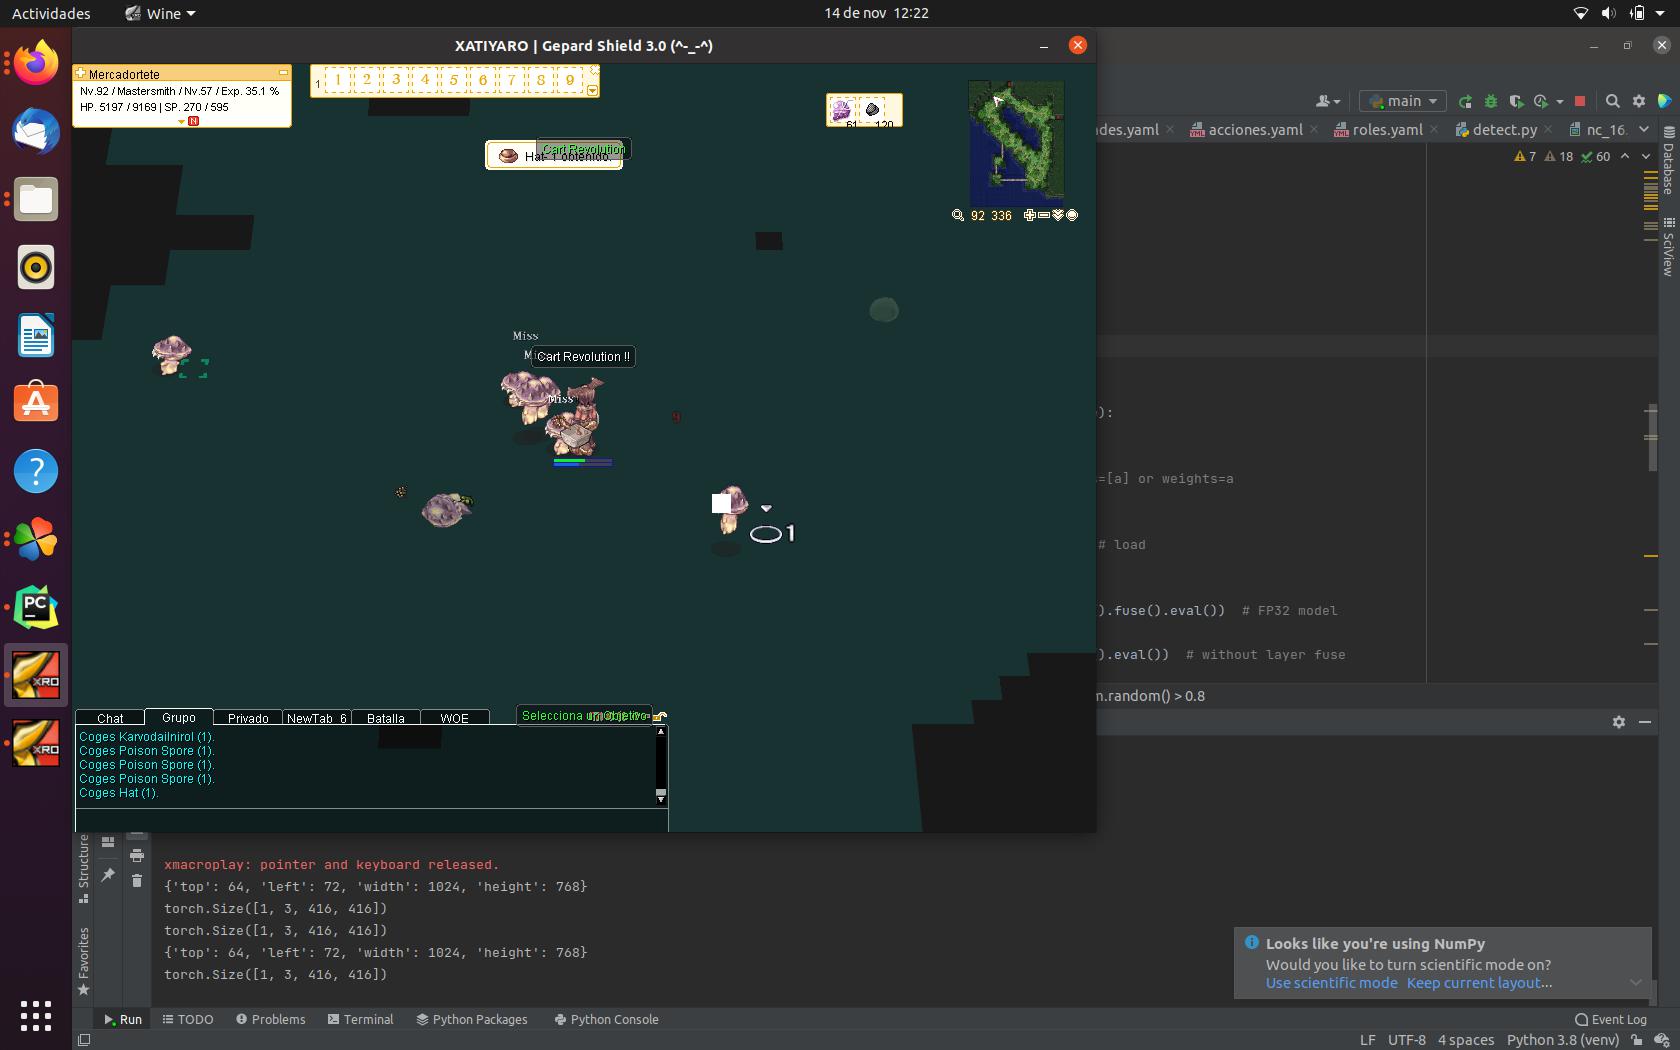 Actividades
Wine
14 de nov 12:22
XATIYARO | Gepard Shield 3.0 (^-_-^)
Mercadortete
Nv.92 / Mastersmith / Nv.57 / Exp. 35.1 %
HP. 5197 / 9169 | SP. 270 / 595
N
1
1 2 3 4 5 6 7 8 9
61 120
Cart Revolution
Hat- 1 obtenido.
92 336
Miss
Cart Revolution !!
Miss
9
1
Chat
Grupo
Privado
NewTab_6
Batalla
WOE
Coges Karvodailnirol (1).
Coges Poison Spore (1).
Coges Poison Spore (1).
Coges Poison Spore (1).
Coges Hat (1).
main
des.yaml
acciones.yaml
roles.yaml
detect.py
nc_16.
7 18 60
Database
SciView
):
=[a] or weights=a
# load
).fuse().eval()) # FP32 model
).eval()) # without layer fuse
m.random() > 0.8
PC
XRO
XRO
Structure
Favorites
xmacroplay: pointer and keyboard released.
{'top': 64, 'left': 72, 'width': 1024, 'height': 768}
torch.Size([1, 3, 416, 416])
torch.Size([1, 3, 416, 416])
{'top': 64, 'left': 72, 'width': 1024, 'height': 768}
torch.Size([1, 3, 416, 416])
Looks like you're using NumPy
Would you like to turn scientific mode on?
Use scientific mode Keep current layout...
Run
TODO
Problems
Terminal
Python Packages
Python Console
Event Log
LF UTF-8 4 spaces Python 3.8 (venv)